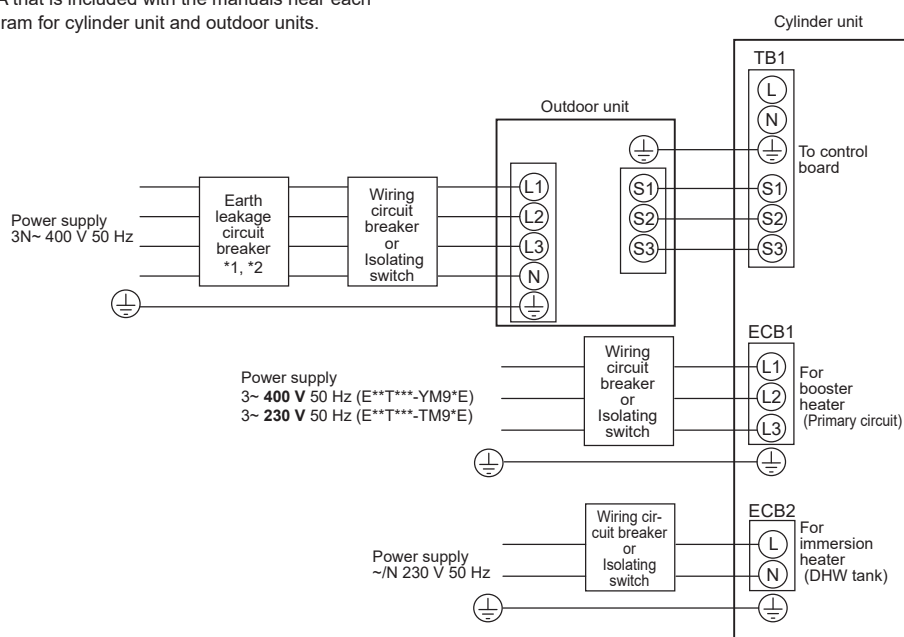 A that is included with the manuals near each
ram for cylinder unit and outdoor units.
Cylinder unit
TB1
L
N
To control
board
S1
S2
S3
Outdoor unit
L1
L2
L3
N
S1
S2
S3
Power supply
3N~ 400 V 50 Hz
Earth
leakage
circuit
breaker
*1, *2
Wiring
circuit
breaker
or
Isolating
switch
ECB1
L1
L2
L3
For
booster
heater
(Primary circuit)
Wiring
circuit
breaker
or
Isolating
switch
Power supply
3~ 400 V 50 Hz (E**T***-YM9*E)
3~ 230 V 50 Hz (E**T***-TM9*E)
ECB2
L
N
For
immersion
heater
(DHW tank)
Wiring cir-
cuit breaker
or
Isolating
switch
Power supply
~/N 230 V 50 Hz